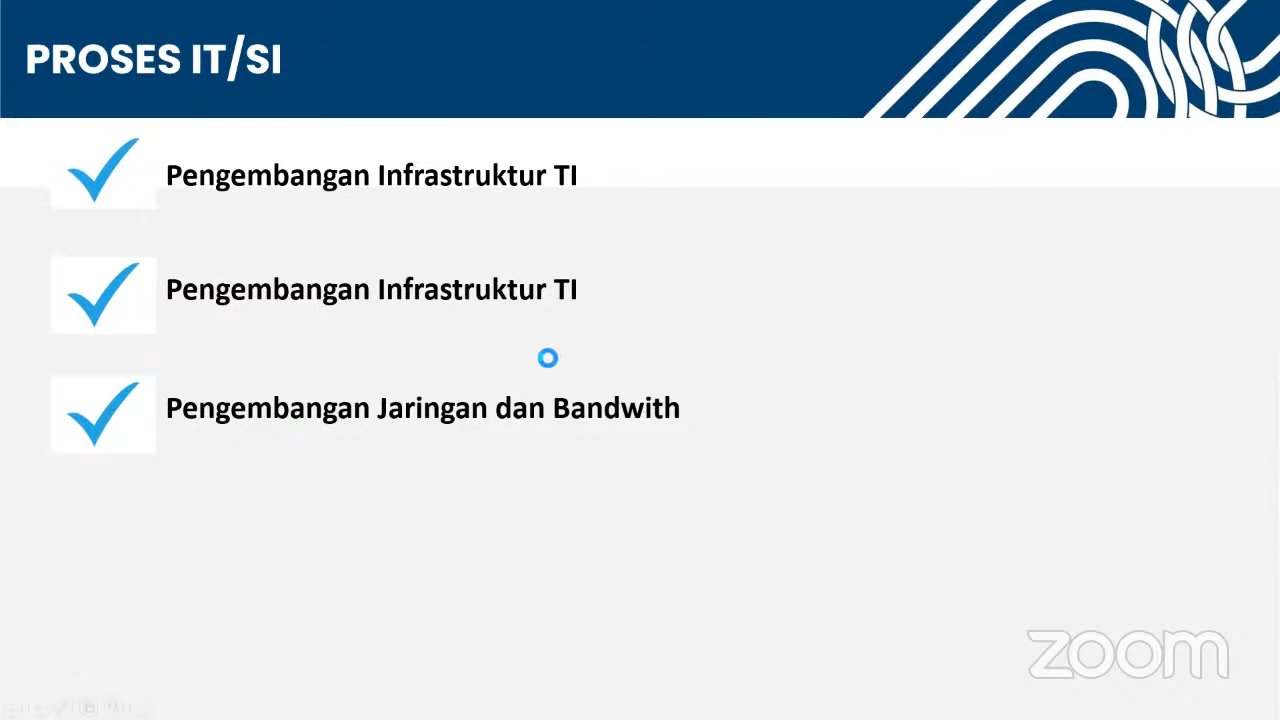 PROSES IT/SI
Pengembangan Infrastruktur TI
Pengembangan Infrastruktur TI
Pengembangan Jaringan dan Bandwith
zoom